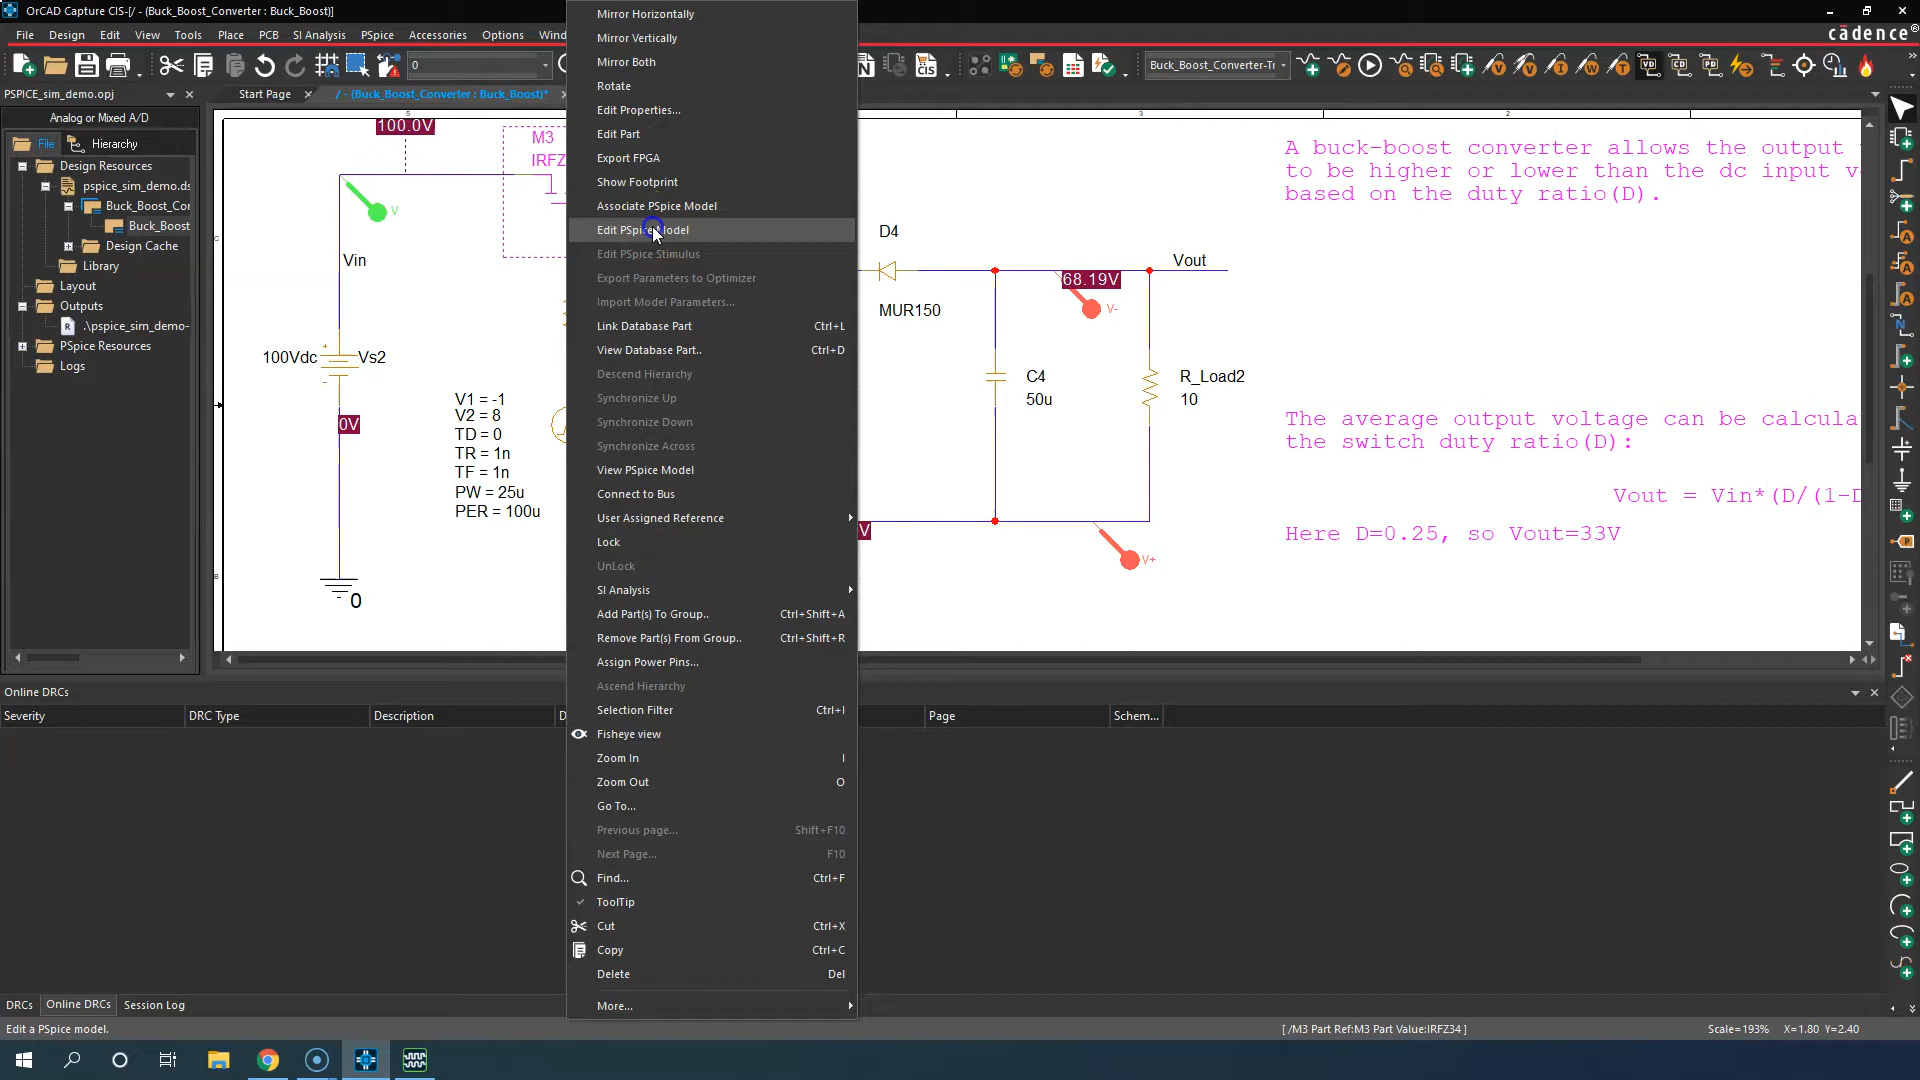 OrCAD Capture CIS-[/ - (Buck_Boost_Converter : Buck_Boost)]
File Design Edit View Tools Place PCB SI Analysis PSpice Accessories Options Wind
cadence
0
CIS
Buck_Boost_Converter-Tr
PSPICE_sim_demo.opj
Start Page
/ - (Buck_Boost_Converter : Buck_Boost)*
Analog or Mixed A/D
File Hierarchy
Design Resources
pspice_sim_demo.ds
Buck_Boost_Cor
Buck_Boost
Design Cache
Library
Layout
Outputs
.\pspice_sim_demo-
PSpice Resources
Logs
5
3
2
C
B
100.0V
M3
IRFZ
V
Vin
100Vdc
Vs2
0V
V1 = -1
V2 = 8
TD = 0
TR = 1n
TF = 1n
PW = 25u
PER = 100u
0
Mirror Horizontally
Mirror Vertically
Mirror Both
Rotate
Edit Properties...
Edit Part
Export FPGA
Show Footprint
Associate PSpice Model
Edit PSpice Model
Edit PSpice Stimulus
Export Parameters to Optimizer
Import Model Parameters...
Link Database Part Ctrl+L
View Database Part.. Ctrl+D
Descend Hierarchy
Synchronize Up
Synchronize Down
Synchronize Across
View PSpice Model
Connect to Bus
User Assigned Reference
Lock
UnLock
SI Analysis
Add Part(s) To Group.. Ctrl+Shift+A
Remove Part(s) From Group.. Ctrl+Shift+R
Assign Power Pins...
Ascend Hierarchy
Selection Filter Ctrl+I
Fisheye view
Zoom In I
Zoom Out O
Go To...
Previous page... Shift+F10
Next Page... F10
Find... Ctrl+F
ToolTip
Cut Ctrl+X
Copy Ctrl+C
Delete Del
More...
D4
MUR150
Vout
68.19V
V-
C4
50u
R_Load2
10
V
V+
A buck-boost converter allows the output
to be higher or lower than the dc input v
based on the duty ratio(D).
The average output voltage can be calcula
the switch duty ratio(D):
Vout = Vin*(D/(1-D
Here D=0.25, so Vout=33V
Online DRCs
Severity DRC Type Description D Page Schem...
DRCs Online DRCs Session Log
Edit a PSpice model.
[ /M3 Part Ref:M3 Part Value:IRFZ34 ]
Scale=193% X=1.80 Y=2.40